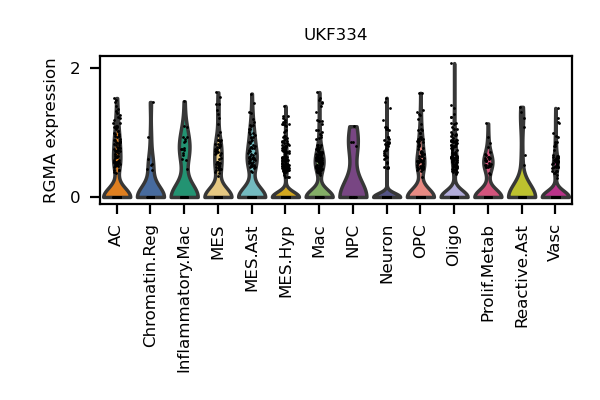 UKF334
RGMA expression
2
0
AC
Chromatin.Reg
Inflammatory.Mac
MES
MES.Ast
MES.Hyp
Mac
NPC
Neuron
OPC
Oligo
Prolif.Metab
Reactive.Ast
Vasc